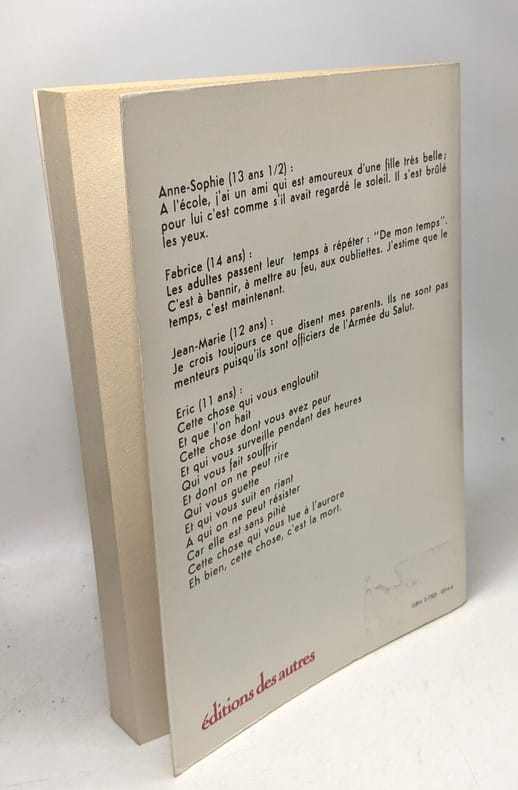 Anne-Sophie (13 ans 1/2) :
A l'école, j'ai un ami qui est amoureux d'une fille très belle;
pour lui c'est comme s'il avait regardé le soleil. Il s'est brûlé
les yeux.
Fabrice (14 ans) :
Les adultes passent leur temps à répéter : "De mon temps".
C'est à bannir, à mettre au feu, aux oubliettes. J'estime que le
temps, c'est maintenant.
Jean-Marie (12 ans) :
Je crois toujours ce que disent mes parents. Ils ne sont pas
menteurs puisqu'ils sont officiers de l'Armée du Salut.
Eric (11 ans) :
Cette chose qui vous engloutit
Et que l'on hait
Cette chose dont vous avez peur
Et qui vous surveille pendant des heures
Qui vous fait souffrir
Et dont on ne peut rire
Qui vous guette
Et qui vous suit en riant
A qui on ne peut résister
Car elle est sans pitié
Cette chose qui vous tue à l'aurore
Eh bien, cette chose, c'est la mort.
ISBN
éditions des autres